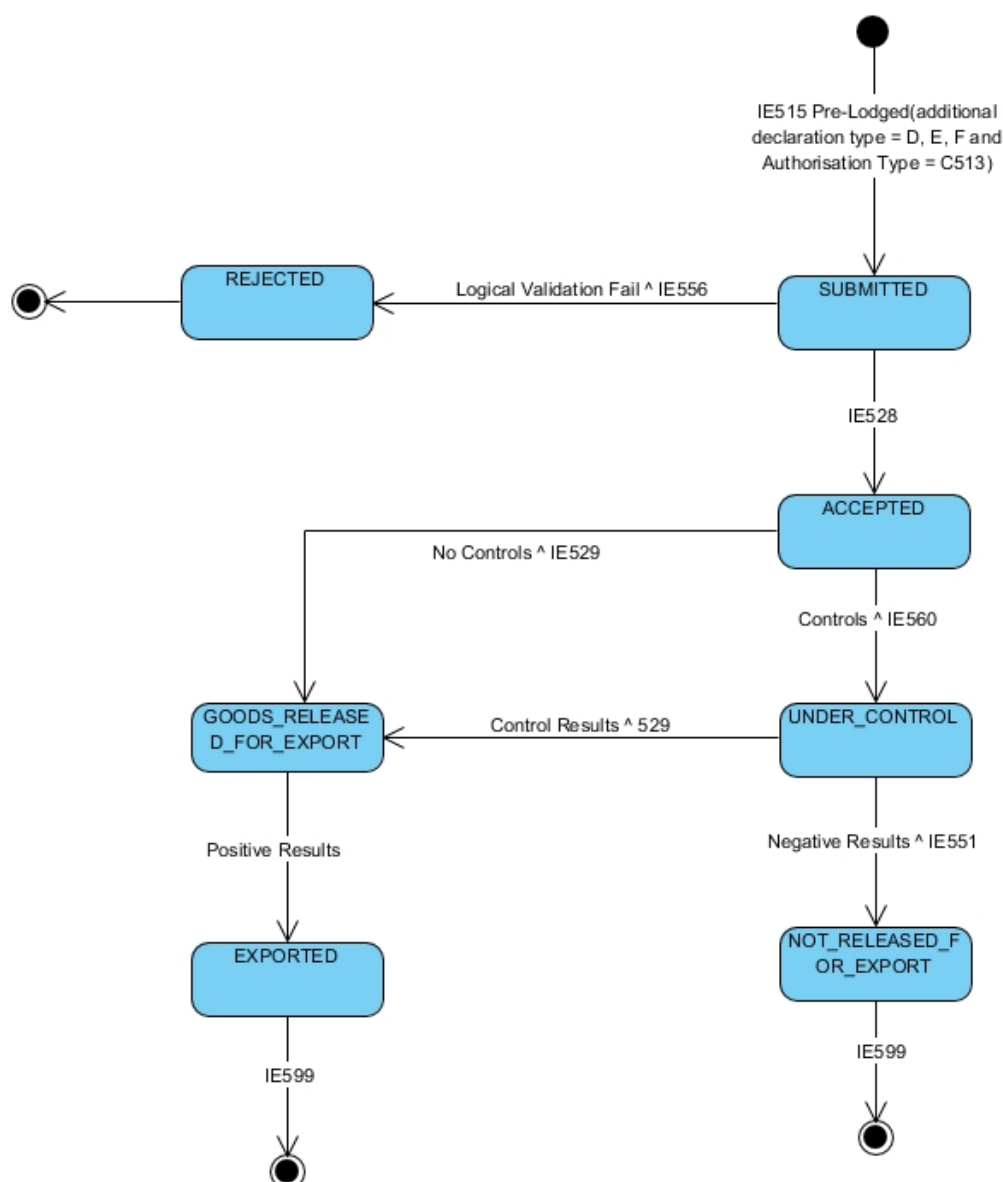 IE515 Pre-Lodged(additional
declaration type = D, E, F and
Authorisation Type = C513)
REJECTED
Logical Validation Fail ^ IE556
SUBMITTED
IE528
ACCEPTED
No Controls ^ IE529
Controls ^ IE560
GOODS_RELEASE
D_FOR_EXPORT
Control Results ^ 529
UNDER_CONTROL
Positive Results
Negative Results ^ IE551
EXPORTED
NOT_RELEASED_F
OR_EXPORT
IE599
IE599